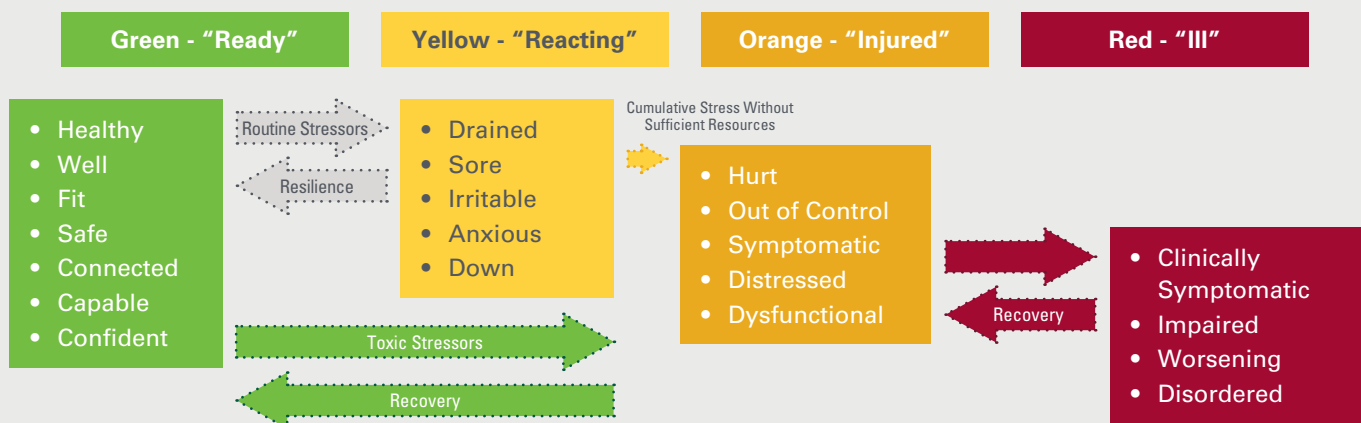 Green - “Ready”
Yellow - “Reacting”
Orange - “Injured”
Red - “Ill”
• Healthy
• Well
• Fit
• Safe
• Connected
• Capable
• Confident
Routine Stressors
Resilience
• Drained
• Sore
• Irritable
• Anxious
• Down
Toxic Stressors
Recovery
Cumulative Stress Without
Sufficient Resources
• Hurt
• Out of Control
• Symptomatic
• Distressed
• Dysfunctional
Recovery
• Clinically
Symptomatic
• Impaired
• Worsening
• Disordered